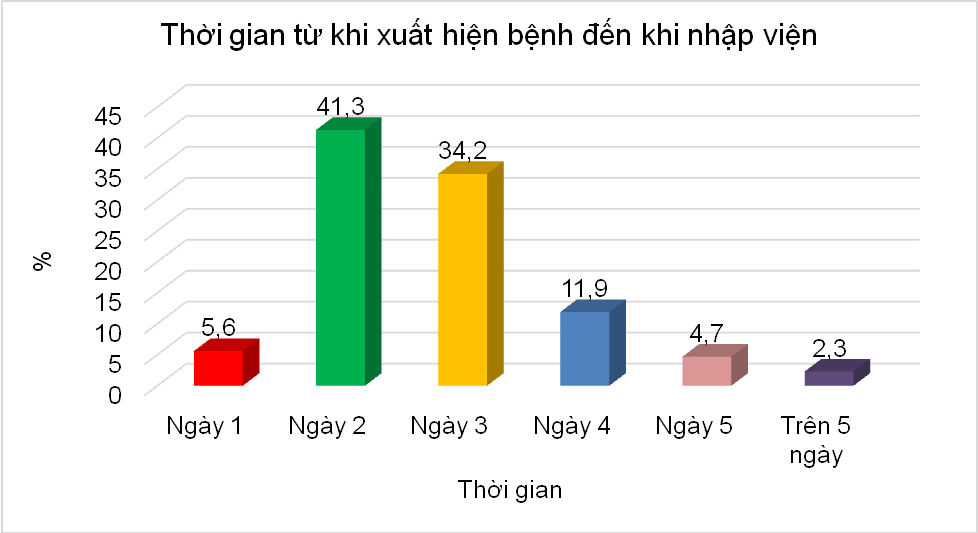 Thời gian từ khi xuất hiện bệnh đến khi nhập viện
45
40
35
30
25
20
15
10
5
0
%
5,6
41,3
34,2
11,9
4,7
2,3
Ngày 1
Ngày 2
Ngày 3
Ngày 4
Ngày 5
Trên 5
ngày
Thời gian